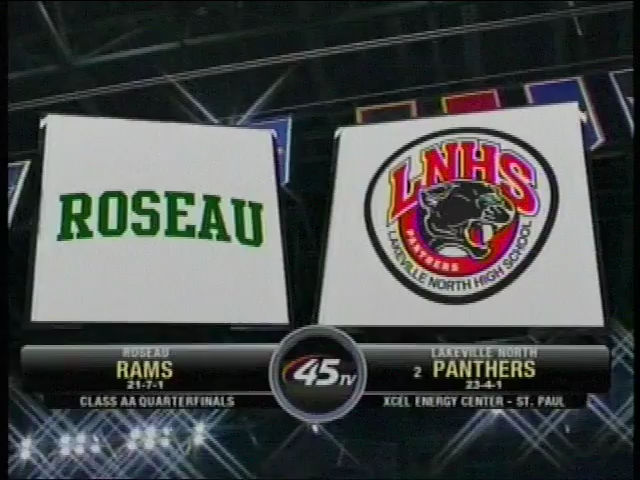 ROSEAU
LNHS
PANTHERS
LAKEVILLE NORTH HIGH SCHOOL
ROSEAU
RAMS
21-7-1
CLASS AA QUARTERFINALS
45TV
LAKEVILLE NORTH
2 PANTHERS
23-4-1
XCEL ENERGY CENTER - ST. PAUL